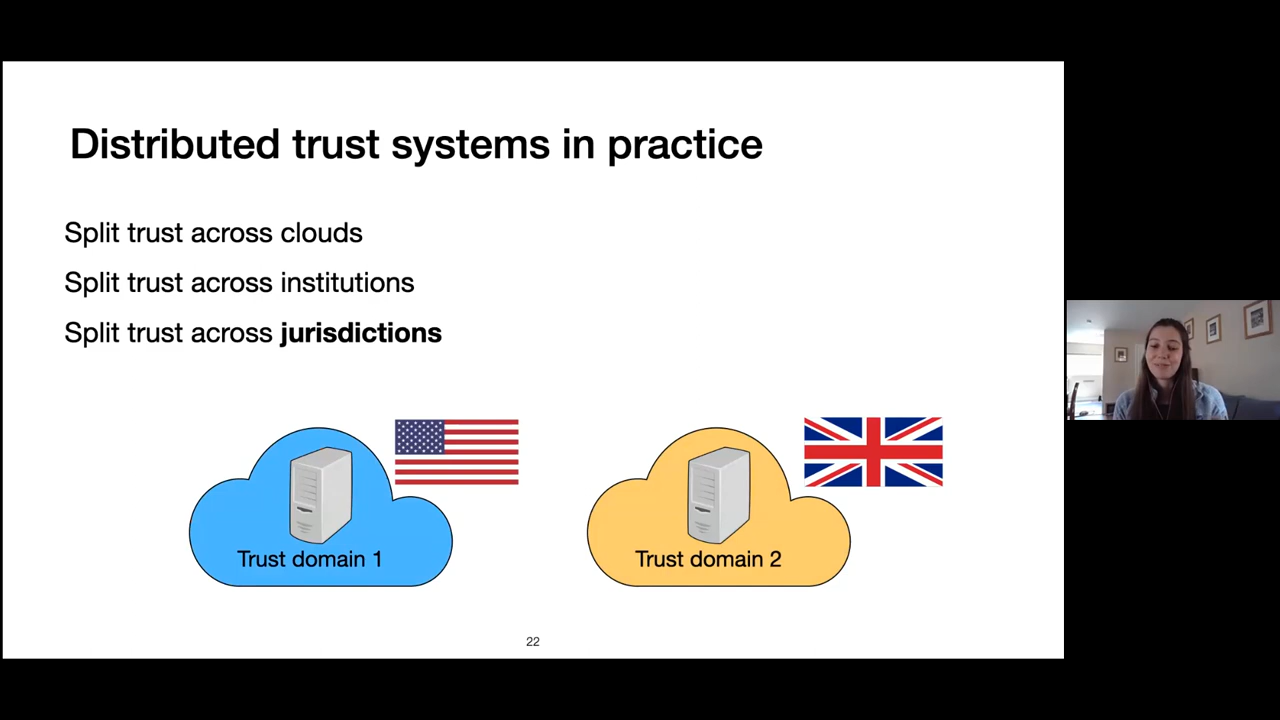 Distributed trust systems in practice
Split trust across clouds
Split trust across institutions
Split trust across jurisdictions
Trust domain 1
Trust domain 2
22